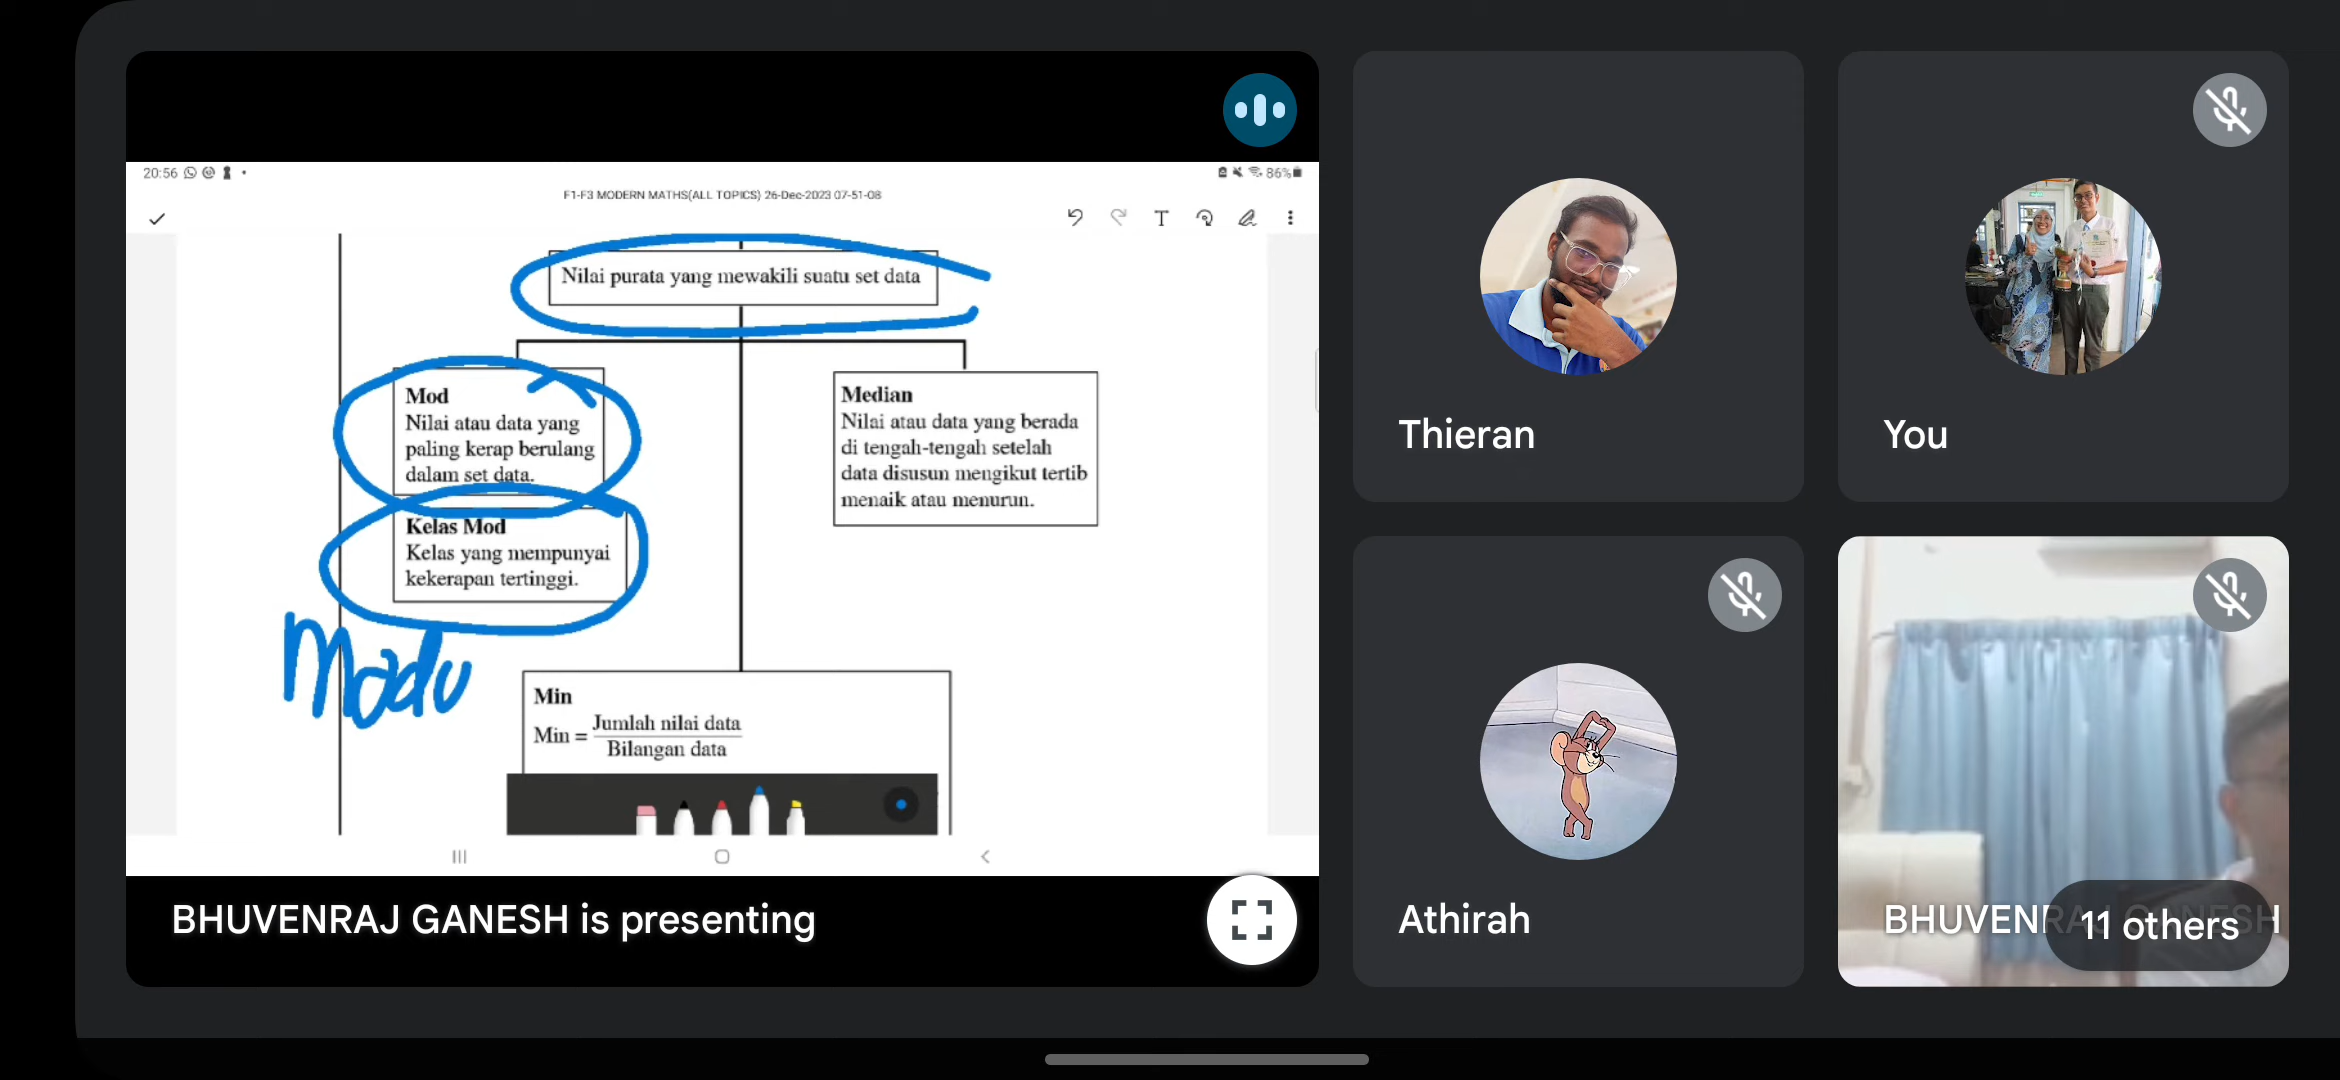 20:56
86%
F1-F3 MODERN MATHS(ALL TOPICS) 26-Dec-2023 07-51-08
T
Nilai purata yang mewakili suatu set data
Mod
Nilai atau data yang
paling kerap berulang
dalam set data.
Kelas Mod
Kelas yang mempunyai
kekerapan tertinggi.
Median
Nilai atau data yang berada
di tengah-tengah setelah
data disusun mengikut tertib
menaik atau menurun.
Min
Min = Jumlah nilai data
Bilangan data
BHUVENRAJ GANESH is presenting
Thieran
You
Athirah
BHUVENRAJ GANESH
11 others